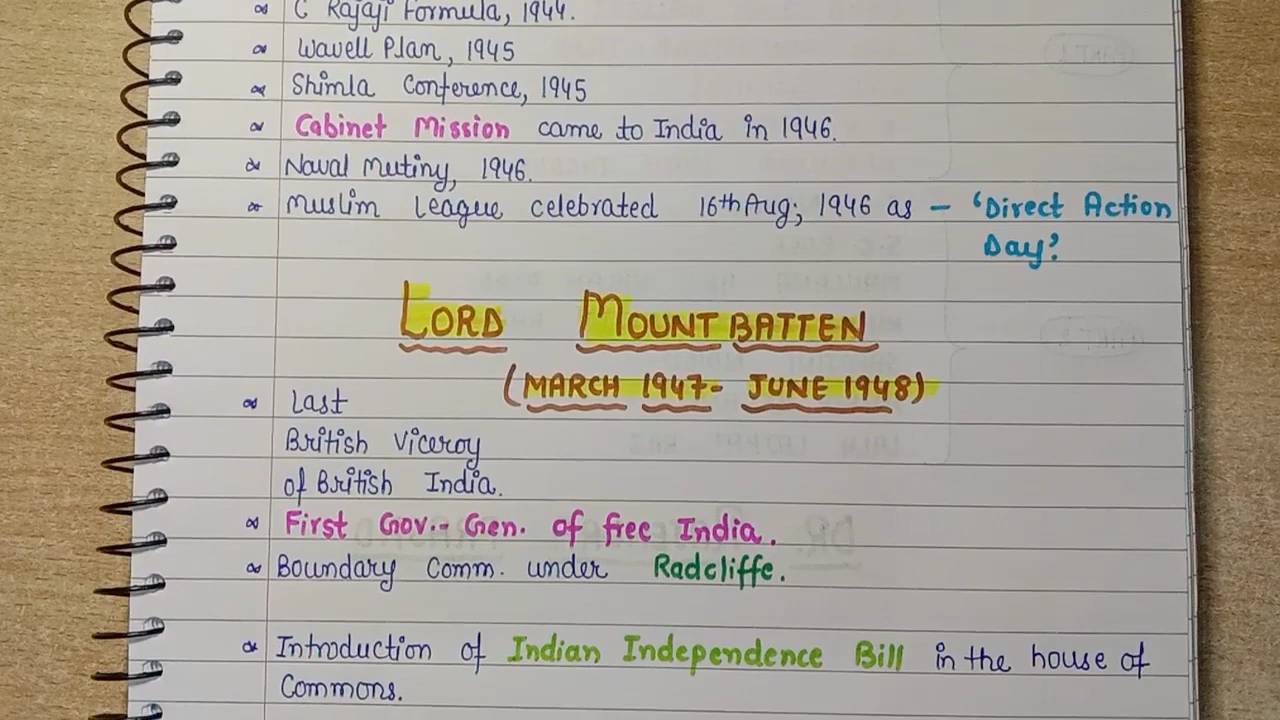 C Rajaji Formula, 1944.
Wavell Plan, 1945
Shimla Conference, 1945
Cabinet Mission came to India in 1946.
Naval Mutiny, 1946.
Muslim League celebrated 16th Aug; 1946 as – 'Direct Action
Day'.
LORD MOUNTBATTEN
(MARCH 1947- JUNE 1948)
Last
British Viceroy
of British India.
First Gov.- Gen. of free India.
Boundary Comm. under Radcliffe.
Introduction of Indian Independence Bill in the house of
Commons.